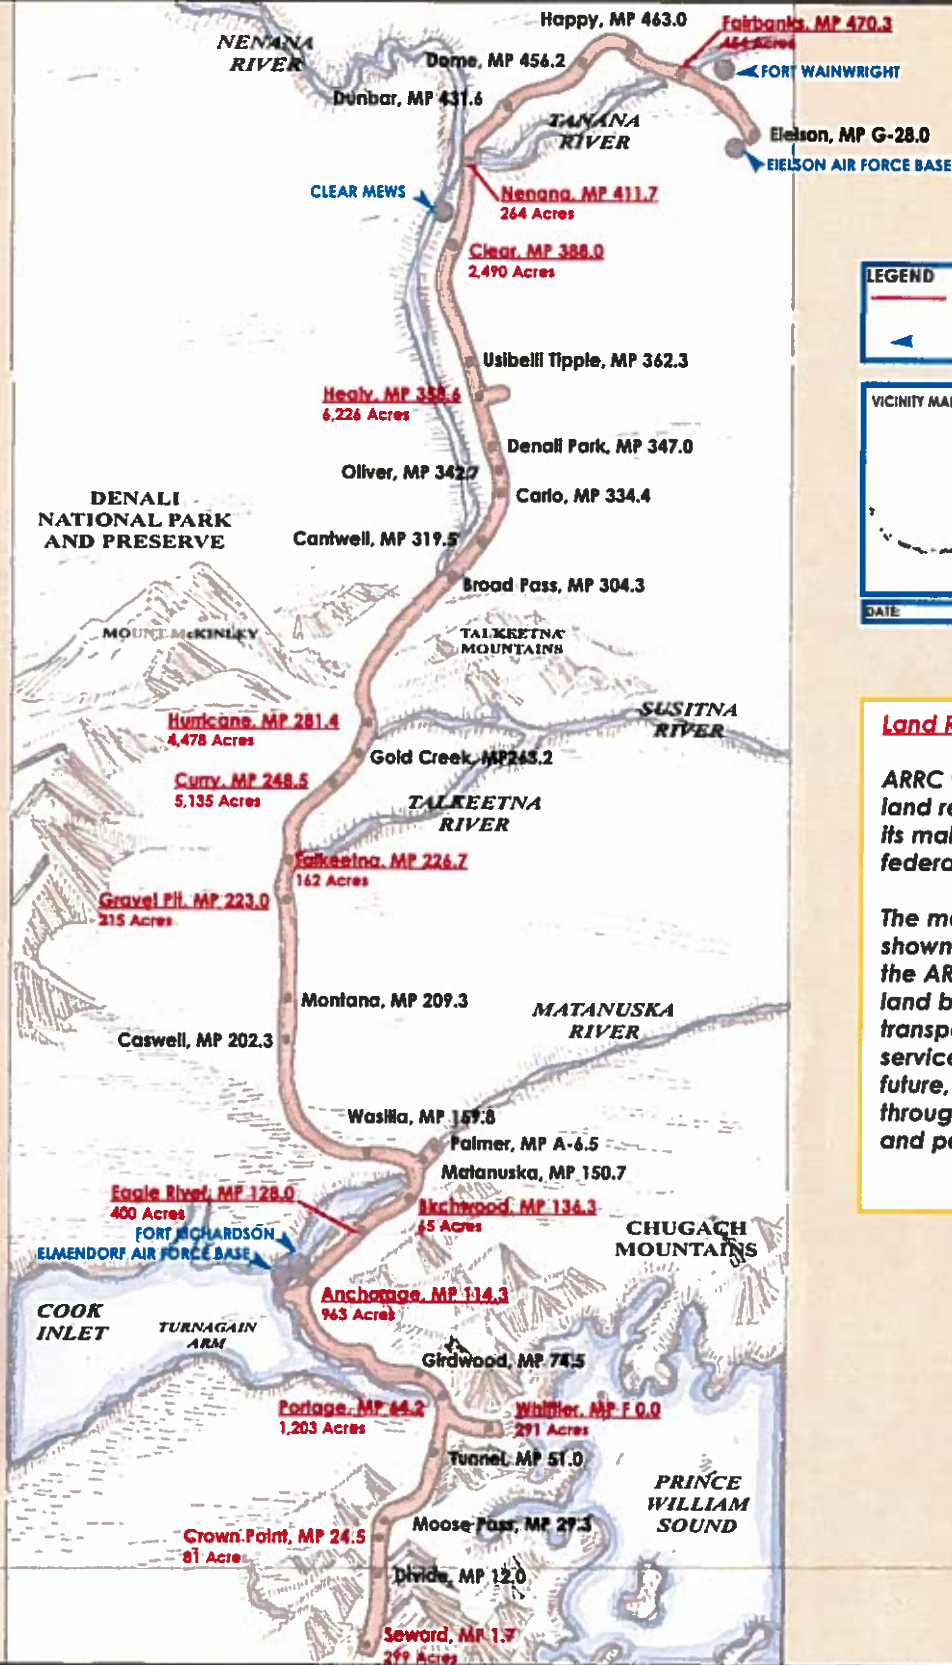 Happy, MP 463.0
Fairbanks, MP 470.3
454 Acres
NENANA
RIVER
Dome, MP 456.2
FORT WAINWRIGHT
Dunbar, MP 431.6
TANANA
RIVER
Eielson, MP G-28.0
EIELSON AIR FORCE BASE
CLEAR MEWS
Nenana, MP 411.7
264 Acres
Clear, MP 388.0
2,490 Acres
LEGEND
Usibelli Tipple, MP 362.3
Healy, MP 358.6
6,226 Acres
VICINITY MA
Denali Park, MP 347.0
Oliver, MP 342.7
Carlo, MP 334.4
DENALI
NATIONAL PARK
AND PRESERVE
Cantwell, MP 319.5
Broad Pass, MP 304.3
DATE
MOUNT McKINLEY
TALKEETNA
MOUNTAINS
Hurricane, MP 281.4
4,478 Acres
SUSITNA
RIVER
Land R
Gold Creek, MP263.2
Curry, MP 248.5
5,135 Acres
TALKEETNA
RIVER
ARRC
land re
its mai
federa
Talkeetna, MP 226.7
162 Acres
Gravel Pit, MP 223.0
215 Acres
The ma
shown
the AR
land b
transpo
service
future,
throug
and pe
Montana, MP 209.3
MATANUSKA
RIVER
Caswell, MP 202.3
Wasilla, MP 159.8
Palmer, MP A-6.5
Matanuska, MP 150.7
Eagle River, MP 128.0
400 Acres
Birchwood, MP 136.3
65 Acres
FORT RICHARDSON
ELMENDORF AIR FORCE BASE
CHUGACH
MOUNTAINS
Anchorage, MP 114.3
963 Acres
COOK
INLET
TURNAGAIN
ARM
Girdwood, MP 74.5
Portage, MP 64.2
1,203 Acres
Whittier, MP F 0.0
291 Acres
Tunnel, MP 51.0
PRINCE
WILLIAM
SOUND
Moose Pass, MP 29.3
Crown Point, MP 24.5
81 Acre
Divide, MP 12.0
Seward, MP 1.7
299 Acres